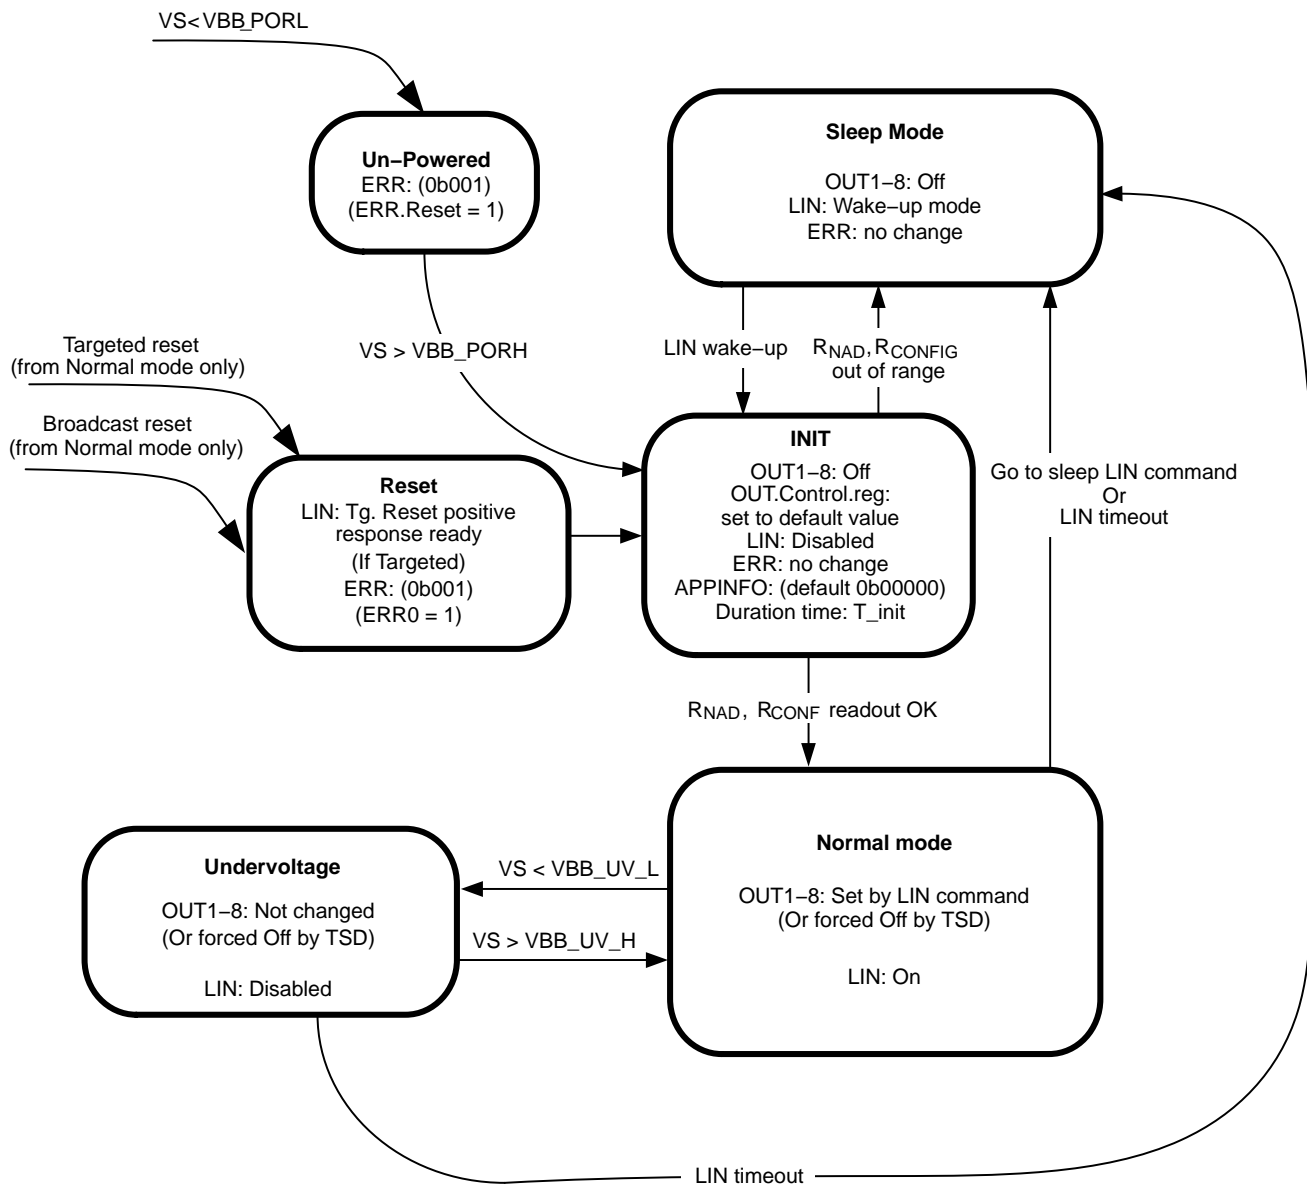 VS< VBB_PORL
Un−Powered
ERR: (0b001)
(ERR.Reset = 1)
Sleep Mode
OUT1−8: Off
LIN: Wake−up mode
ERR: no change
VS > VBB_PORH
LIN wake−up
RNAD, RCONFIG
out of range
Targeted reset
(from Normal mode only)
Broadcast reset
(from Normal mode only)
Reset
LIN: Tg. Reset positive
response ready
(If Targeted)
ERR: (0b001)
(ERR0 = 1)
INIT
OUT1−8: Off
OUT.Control.reg:
set to default value
LIN: Disabled
ERR: no change
APPINFO: (default 0b00000)
Duration time: T_init
Go to sleep LIN command
Or
LIN timeout
RNAD, RCONF readout OK
Undervoltage
OUT1−8: Not changed
(Or forced Off by TSD)
LIN: Disabled
VS < VBB_UV_L
VS > VBB_UV_H
Normal mode
OUT1−8: Set by LIN command
(Or forced Off by TSD)
LIN: On
LIN timeout